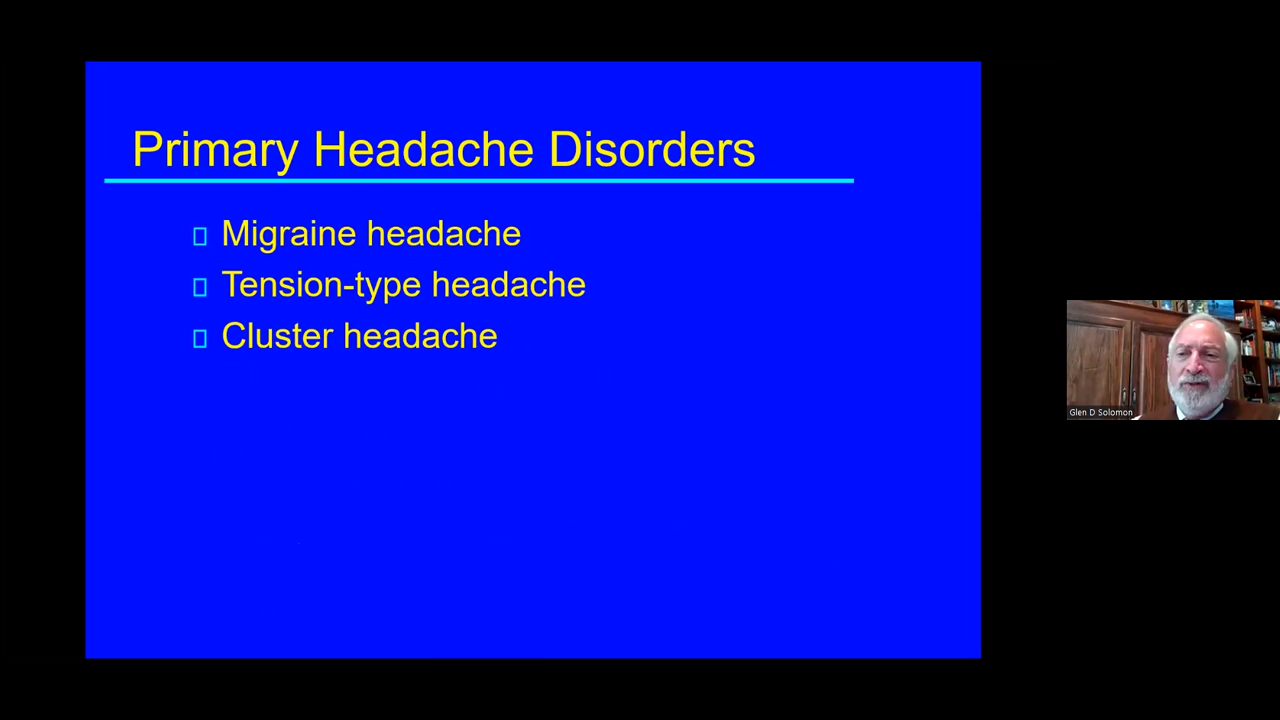 Primary Headache Disorders
Migraine headache
Tension-type headache
Cluster headache
Glen D Solomon